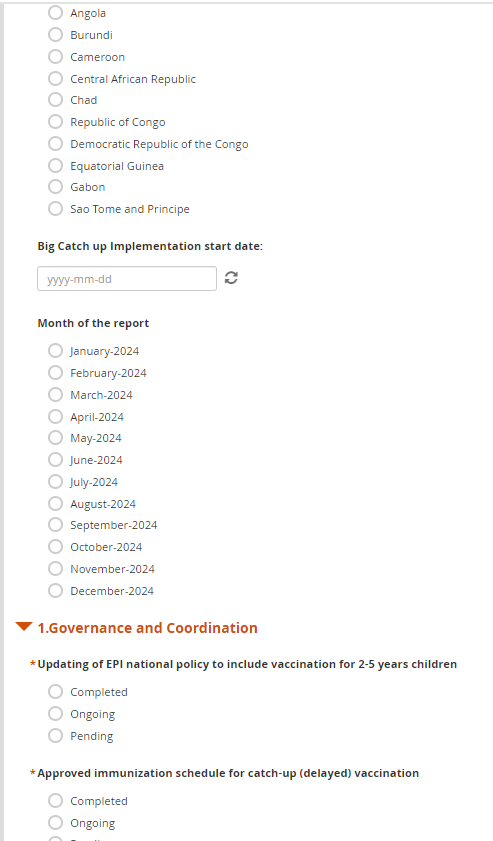 Angola
Burundi
Cameroon
Central African Republic
Chad
Republic of Congo
Democratic Republic of the Congo
Equatorial Guinea
Gabon
Sao Tome and Principe
Big Catch up Implementation start date:
yyyy-mm-dd
Month of the report
January-2024
February-2024
March-2024
April-2024
May-2024
June-2024
July-2024
August-2024
September-2024
October-2024
November-2024
December-2024
1.Governance and Coordination
*Updating of EPI national policy to include vaccination for 2-5 years children
Completed
Ongoing
Pending
*Approved immunization schedule for catch-up (delayed) vaccination
Completed
Ongoing